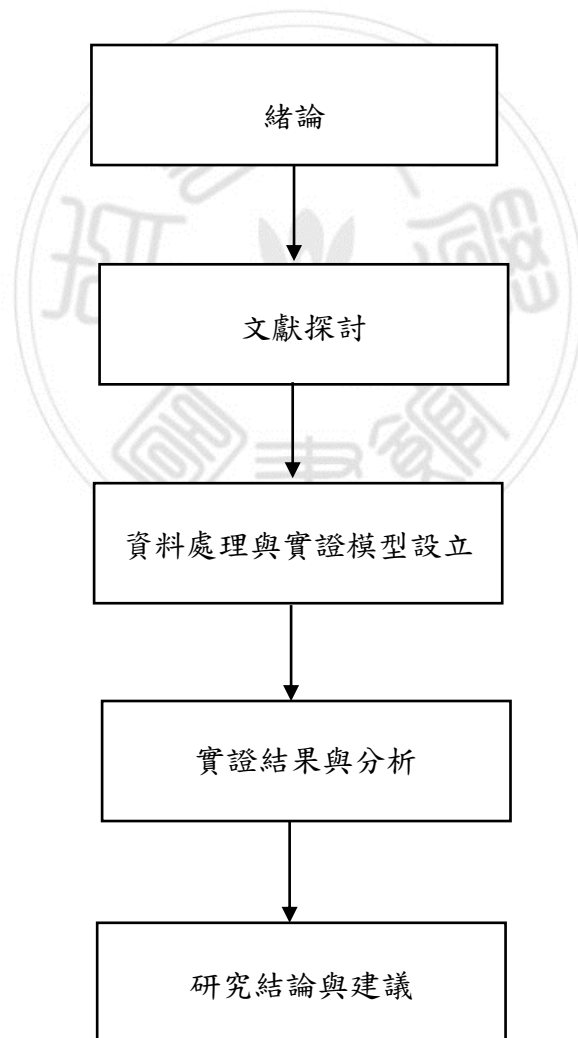 緒論
文獻探討
資料處理與實證模型設立
實證結果與分析
研究結論與建議